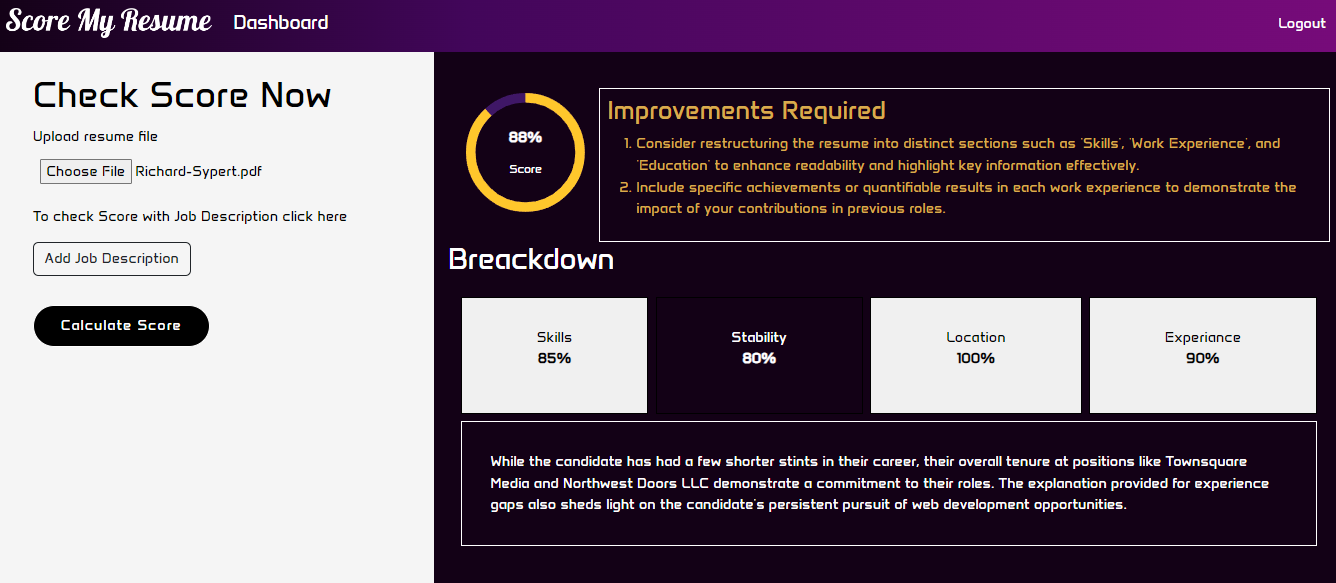 Score My Resume Dashboard Logout
Check Score Now
Upload resume file
Choose File Richard-Sypert.pdf
To check Score with Job Description click here
Add Job Description
Calculate Score
88%
Score
Improvements Required
1. Consider restructuring the resume into distinct sections such as 'Skills', 'Work Experience', and
'Education' to enhance readability and highlight key information effectively.
2. Include specific achievements or quantifiable results in each work experience to demonstrate the
impact of your contributions in previous roles.
Breackdown
Skills
85%
Stability
80%
Location
100%
Experiance
90%
While the candidate has had a few shorter stints in their career, their overall tenure at positions like Townsquare
Media and Northwest Doors LLC demonstrate a commitment to their roles. The explanation provided for experience
gaps also sheds light on the candidate's persistent pursuit of web development opportunities.